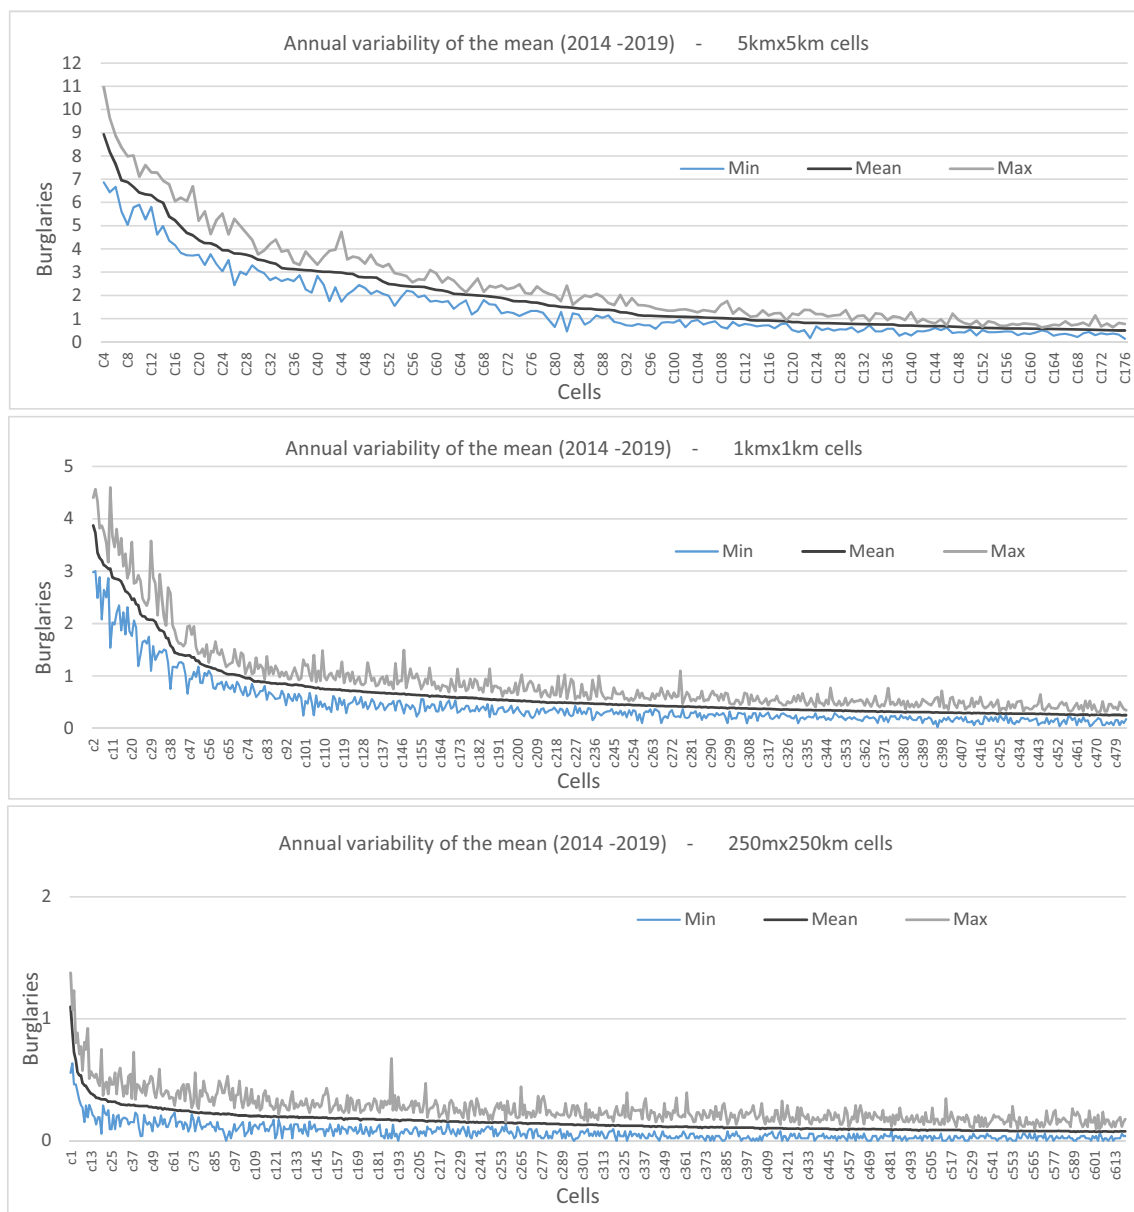 Annual variability of the mean (2014 -2019) - 5kmx5km cells
12
11
10
9
8
7
6
5
4
3
2
1
0
Burglaries
Min Mean Max
C4 C8 C12 C16 C20 C24 C28 C32 C36 C40 C44 C48 C52 C56 C60 C64 C68 C72 C76 C80 C84 C88 C92 C96 C100 C104 C108 C112 C116 C120 C124 C128 C132 C136 C140 C144 C148 C152 C156 C160 C164 C168 C172 C176
Cells
Annual variability of the mean (2014 -2019) - 1kmx1km cells
5
4
3
2
1
0
Burglaries
Min Mean Max
c2 c11 c20 c29 c38 c47 c56 c65 c74 c83 c92 c101 c110 c119 c128 c137 c146 c155 c164 c173 c182 c191 c200 c209 c218 c227 c236 c245 c254 c263 c272 c281 c290 c299 c308 c317 c326 c335 c344 c353 c362 c371 c380 c389 c398 c407 c416 c425 c434 c443 c452 c461 c470 c479
Cells
Annual variability of the mean (2014 -2019) - 250mx250km cells
2
1
0
Burglaries
Min Mean Max
c1 c13 c25 c37 c49 c61 c73 c85 c97 c109 c121 c133 c145 c157 c169 c181 c193 c205 c217 c229 c241 c253 c265 c277 c289 c301 c313 c325 c337 c349 c361 c373 c385 c397 c409 c421 c433 c445 c457 c469 c481 c493 c505 c517 c529 c541 c553 c565 c577 c589 c601 c613
Cells